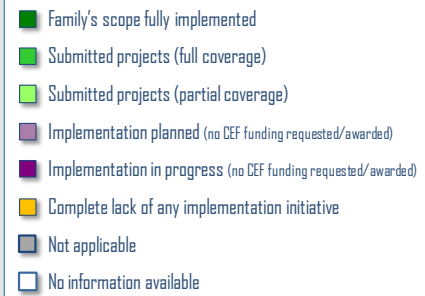 Family's scope fully implemented
Submitted projects (full coverage)
Submitted projects (partial coverage)
Implementation planned (no CEF funding requested/awarded)
Implementation in progress (no CEF funding requested/awarded)
Complete lack of any implementation initiative
Not applicable
No information available